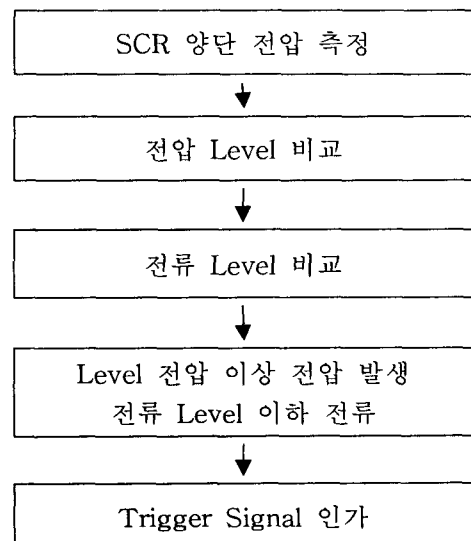 SCR 양단 전압 측정
전압 Level 비교
전류 Level 비교
Level 전압 이상 전압 발생
전류 Level 이하 전류
Trigger Signal 인가